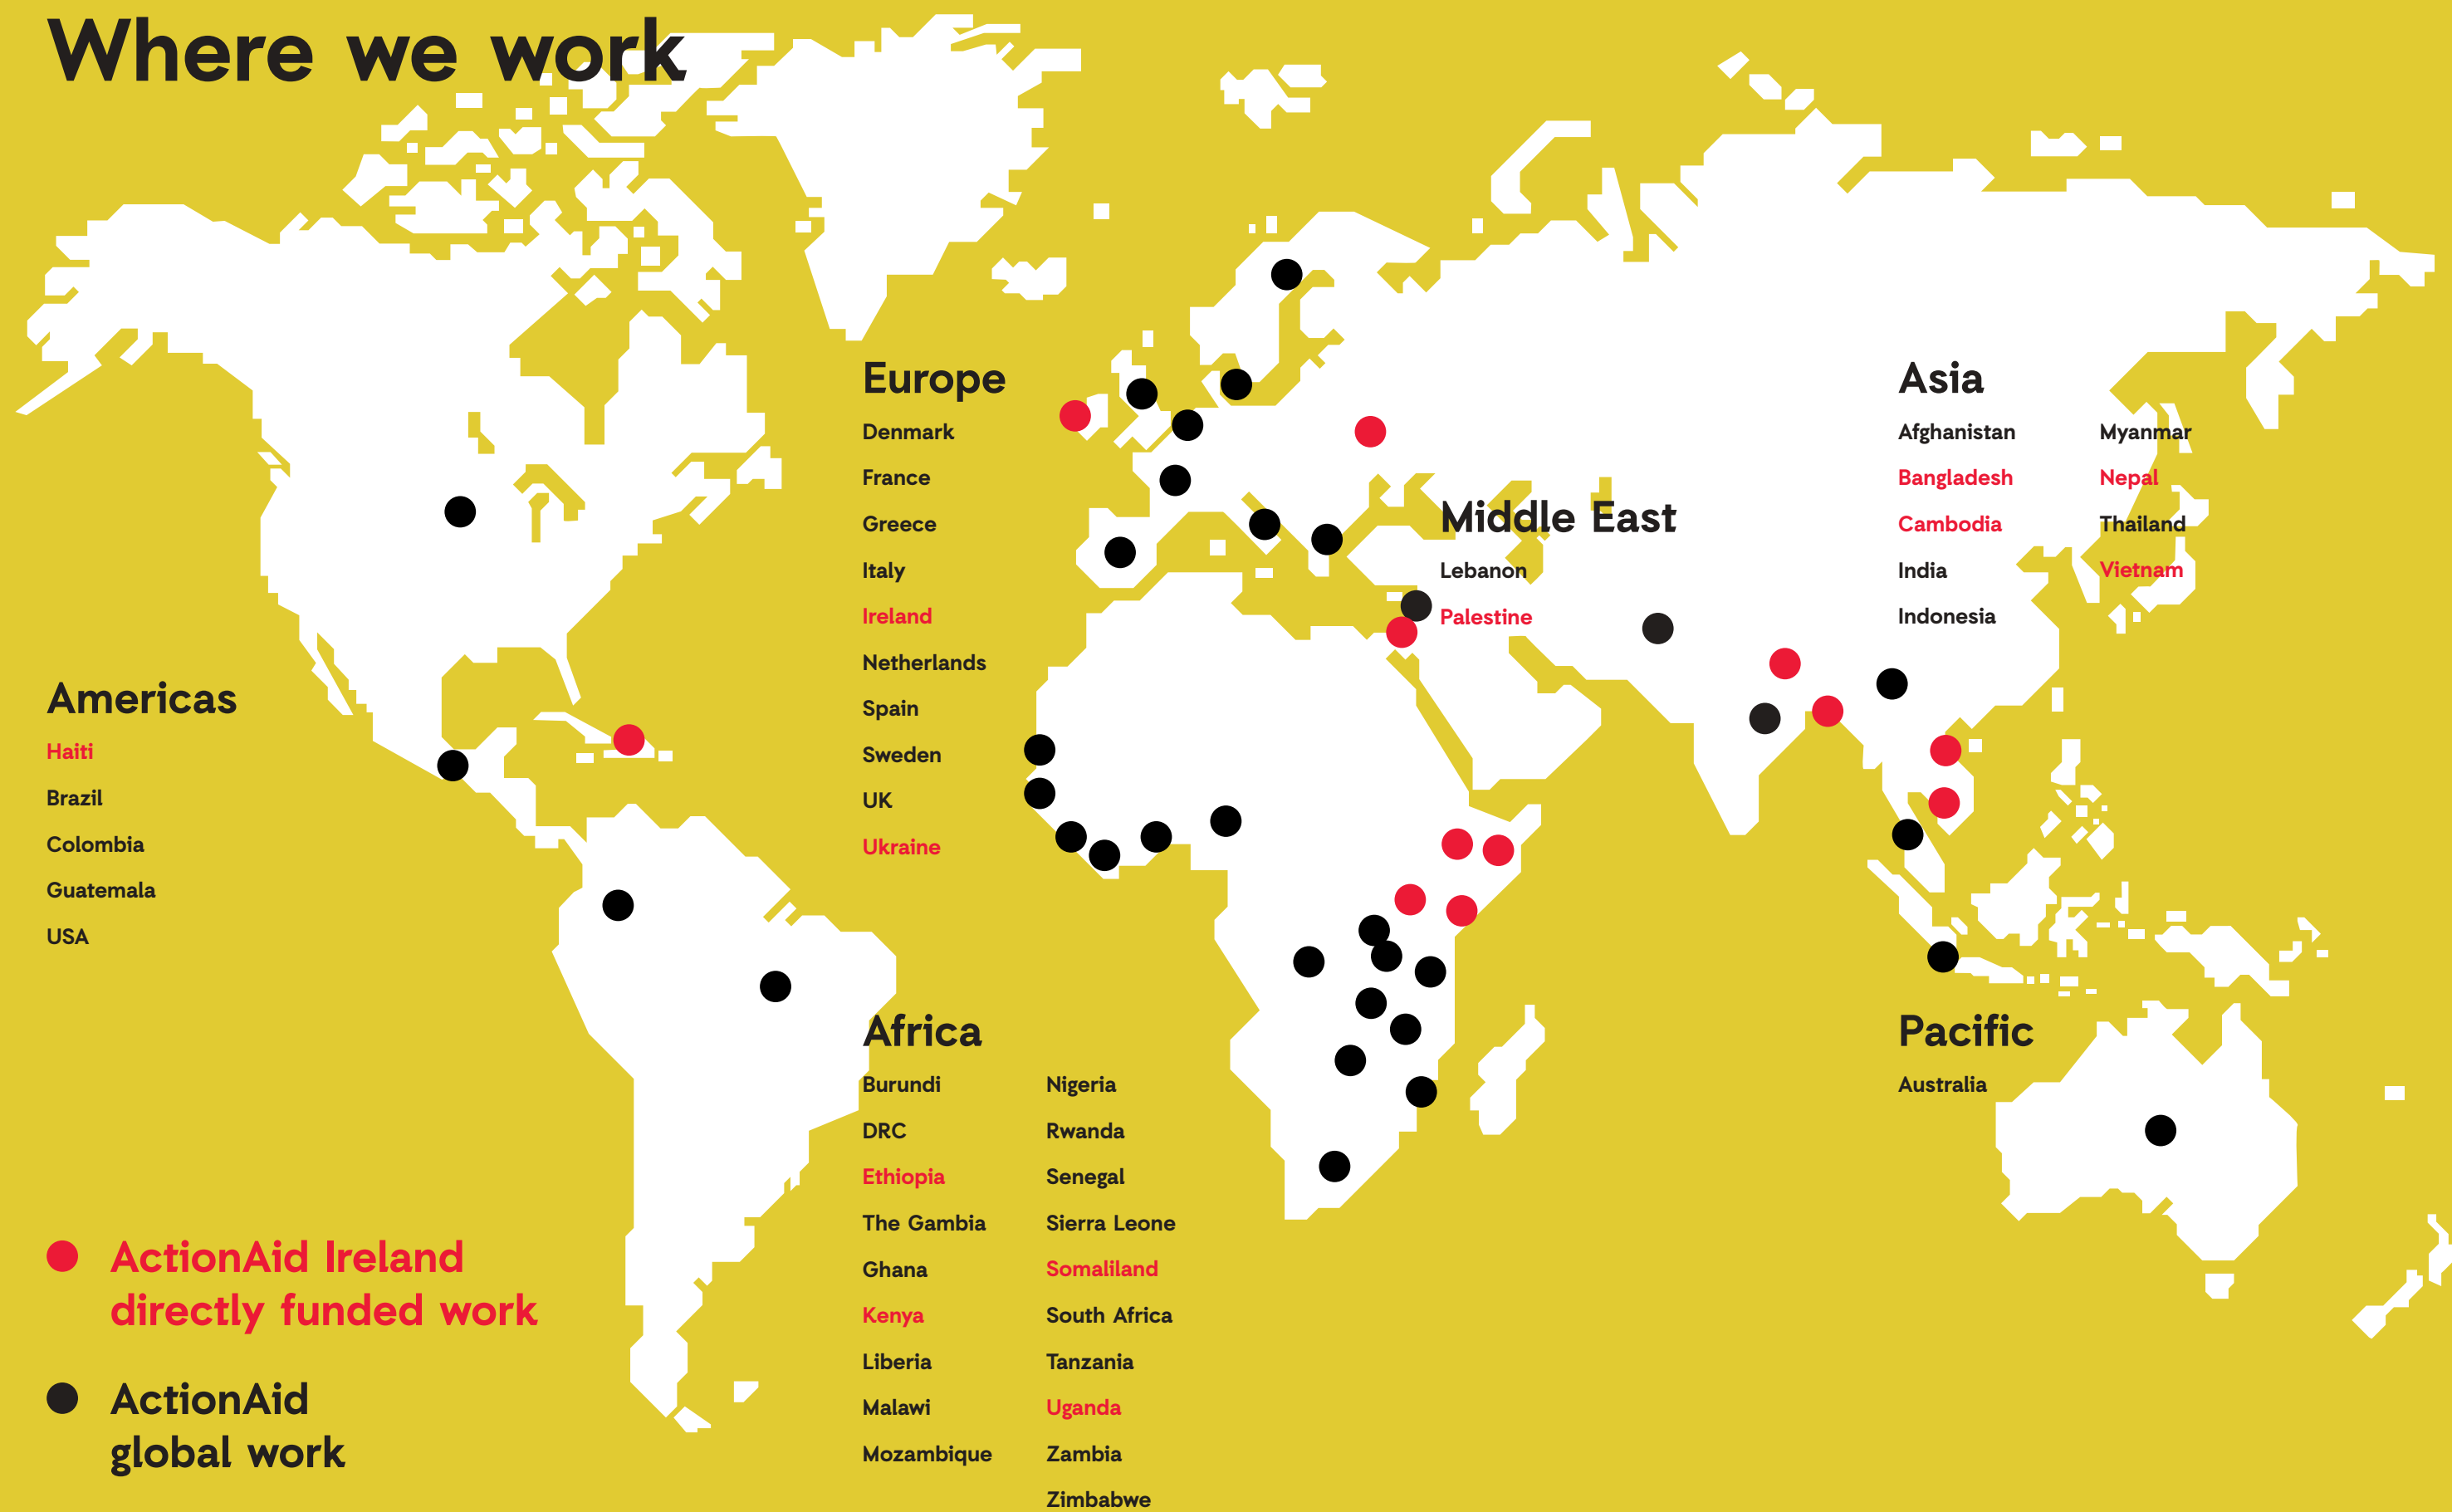 Where we work
Europe
Denmark
France
Greece
Italy
Ireland
Netherlands
Spain
Sweden
UK
Ukraine
Middle East
Lebanon
Palestine
Asia
Afghanistan
Bangladesh
Cambodia
India
Indonesia
Myanmar
Nepal
Thailand
Vietnam
Americas
Haiti
Brazil
Colombia
Guatemala
USA
Africa
Burundi
DRC
Ethiopia
The Gambia
Ghana
Kenya
Liberia
Malawi
Mozambique
Nigeria
Rwanda
Senegal
Sierra Leone
Somaliland
South Africa
Tanzania
Uganda
Zambia
Zimbabwe
Pacific
Australia
ActionAid Ireland
directly funded work
ActionAid
global work